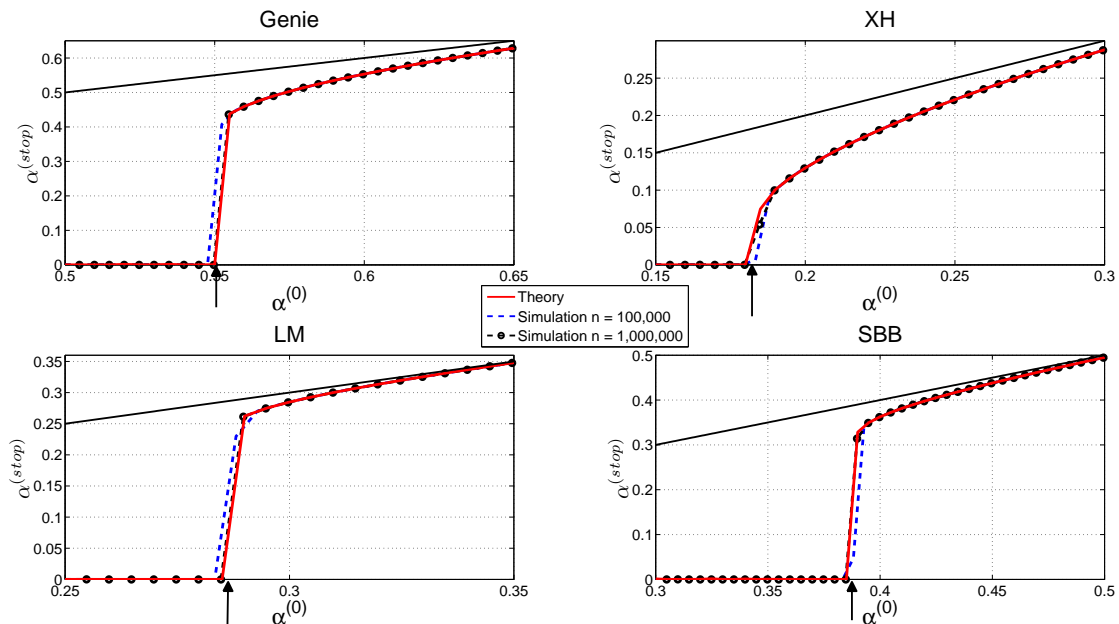 Genie
XH
0.6
0.5
0.4
0.3
0.2
0.1
0
α(stop)
0.5
0.55
0.6
0.65
α(0)
0.25
0.2
0.15
0.1
0.05
0
α(stop)
0.15
0.2
0.25
0.3
α(0)
Theory
Simulation n = 100,000
Simulation n = 1,000,000
LM
SBB
0.35
0.3
0.25
0.2
0.15
0.1
0.05
0
α(stop)
0.25
0.3
0.35
α(0)
0.5
0.4
0.3
0.2
0.1
0
α(stop)
0.3
0.35
0.4
0.45
0.5
α(0)